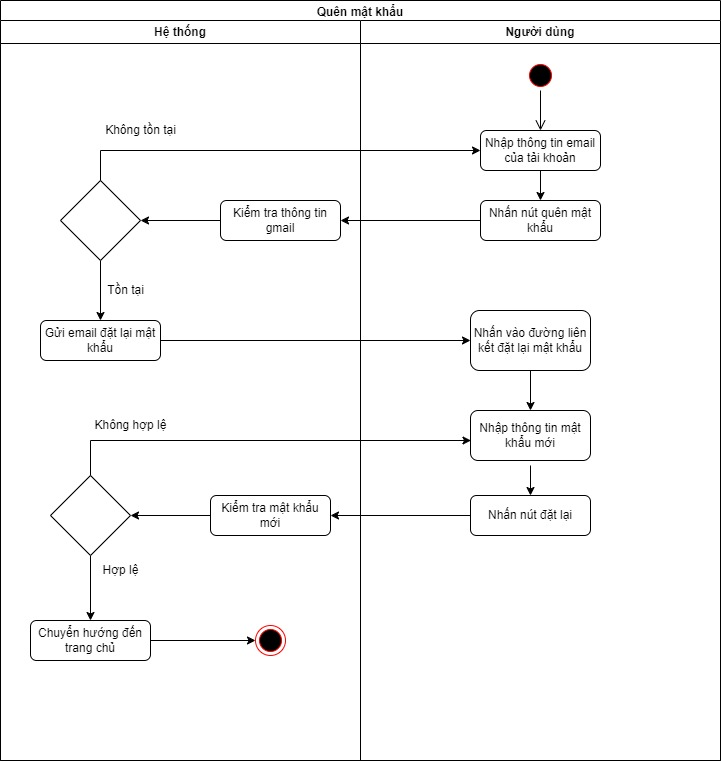 Quên mật khẩu
Hệ thống
Người dùng
Không tồn tại
Nhập thông tin email
của tải khoản
Kiểm tra thông tin
gmail
Nhấn nút quên mật
khẩu
Tồn tại
Gửi email đặt lại mật
khẩu
Nhấn vào đường liên
kết đặt lại mật khẩu
Không hợp lệ
Nhập thông tin mật
khẩu mới
Kiểm tra mật khẩu
mới
Nhấn nút đặt lại
Hợp lệ
Chuyển hướng đến
trang chủ